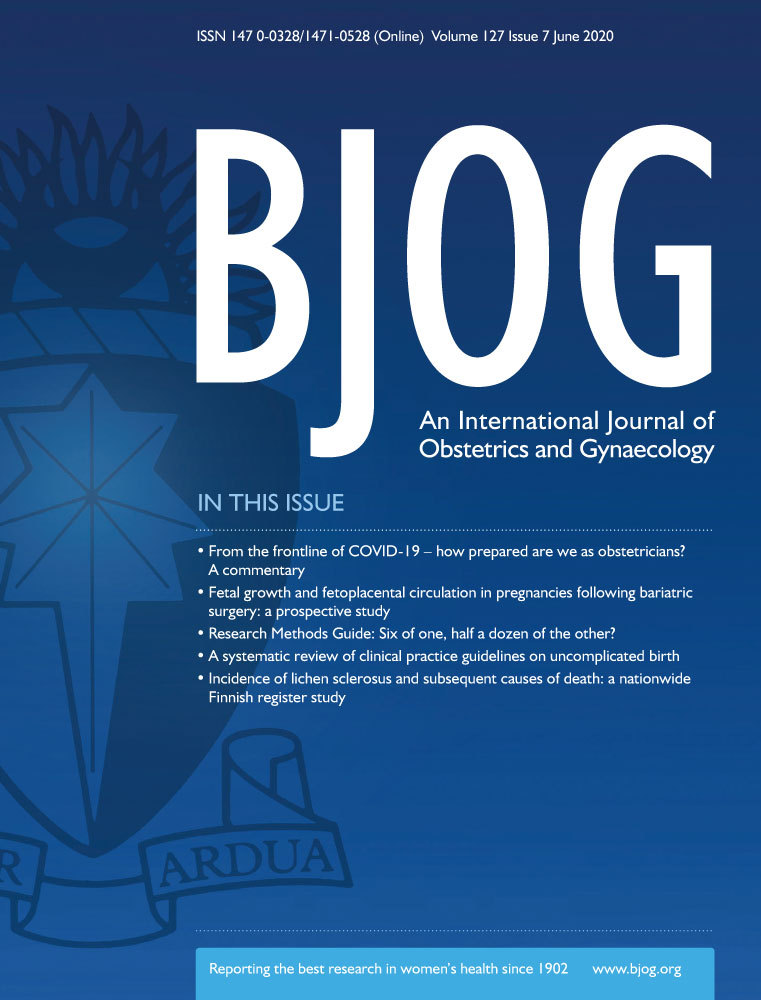 ISSN 147 0-0328/1471-0528 (Online) Volume 127 Issue 7 June 2020
BJOG
An International Journal of
Obstetrics and Gynaecology
IN THIS ISSUE
• From the frontline of COVID-19 – how prepared are we as obstetricians?
A commentary
• Fetal growth and fetoplacental circulation in pregnancies following bariatric
surgery: a prospective study
• Research Methods Guide: Six of one, half a dozen of the other?
• A systematic review of clinical practice guidelines on uncomplicated birth
• Incidence of lichen sclerosus and subsequent causes of death: a nationwide
Finnish register study
R ARDUA
Reporting the best research in women's health since 1902 www.bjog.org